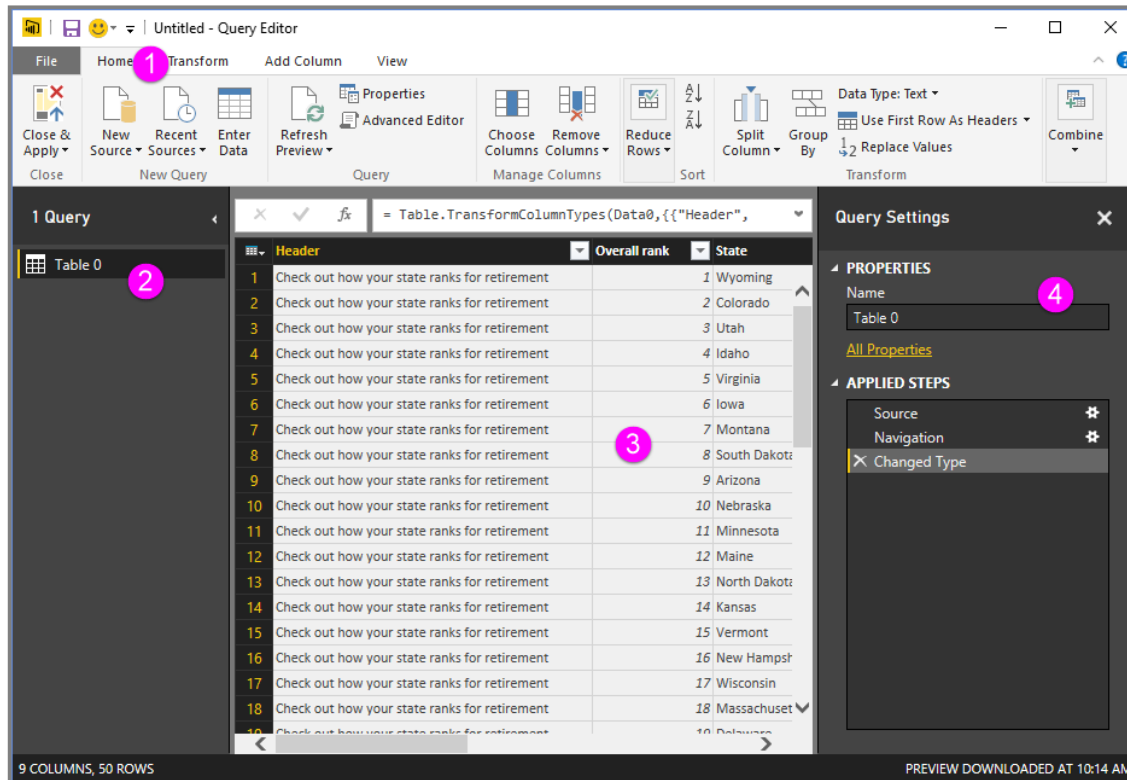 Untitled - Query Editor
File Home 1 Transform Add Column View
Close & Apply
New Source
Recent Sources
Enter Data
Refresh Preview
Properties
Advanced Editor
Choose Columns
Remove Columns
Reduce Rows
A Z
Z A
Split Column
Group By
Data Type: Text
Use First Row As Headers
1 2 Replace Values
Combine
Close New Query Query Manage Columns Sort Transform
1 Query
Table 0
2
fx = Table.TransformColumnTypes(Data0,{{"Header",
Header Overall rank State
1 Check out how your state ranks for retirement 1 Wyoming
2 Check out how your state ranks for retirement 2 Colorado
3 Check out how your state ranks for retirement 3 Utah
4 Check out how your state ranks for retirement 4 Idaho
5 Check out how your state ranks for retirement 5 Virginia
6 Check out how your state ranks for retirement 6 Iowa
7 Check out how your state ranks for retirement 7 Montana
3
8 Check out how your state ranks for retirement 8 South Dakota
9 Check out how your state ranks for retirement 9 Arizona
10 Check out how your state ranks for retirement 10 Nebraska
11 Check out how your state ranks for retirement 11 Minnesota
12 Check out how your state ranks for retirement 12 Maine
13 Check out how your state ranks for retirement 13 North Dakota
14 Check out how your state ranks for retirement 14 Kansas
15 Check out how your state ranks for retirement 15 Vermont
16 Check out how your state ranks for retirement 16 New Hampsh
17 Check out how your state ranks for retirement 17 Wisconsin
18 Check out how your state ranks for retirement 18 Massachuset
Query Settings
PROPERTIES
Name
4
Table 0
All Properties
APPLIED STEPS
Source
Navigation
Changed Type
9 COLUMNS, 50 ROWS
PREVIEW DOWNLOADED AT 10:14 AM